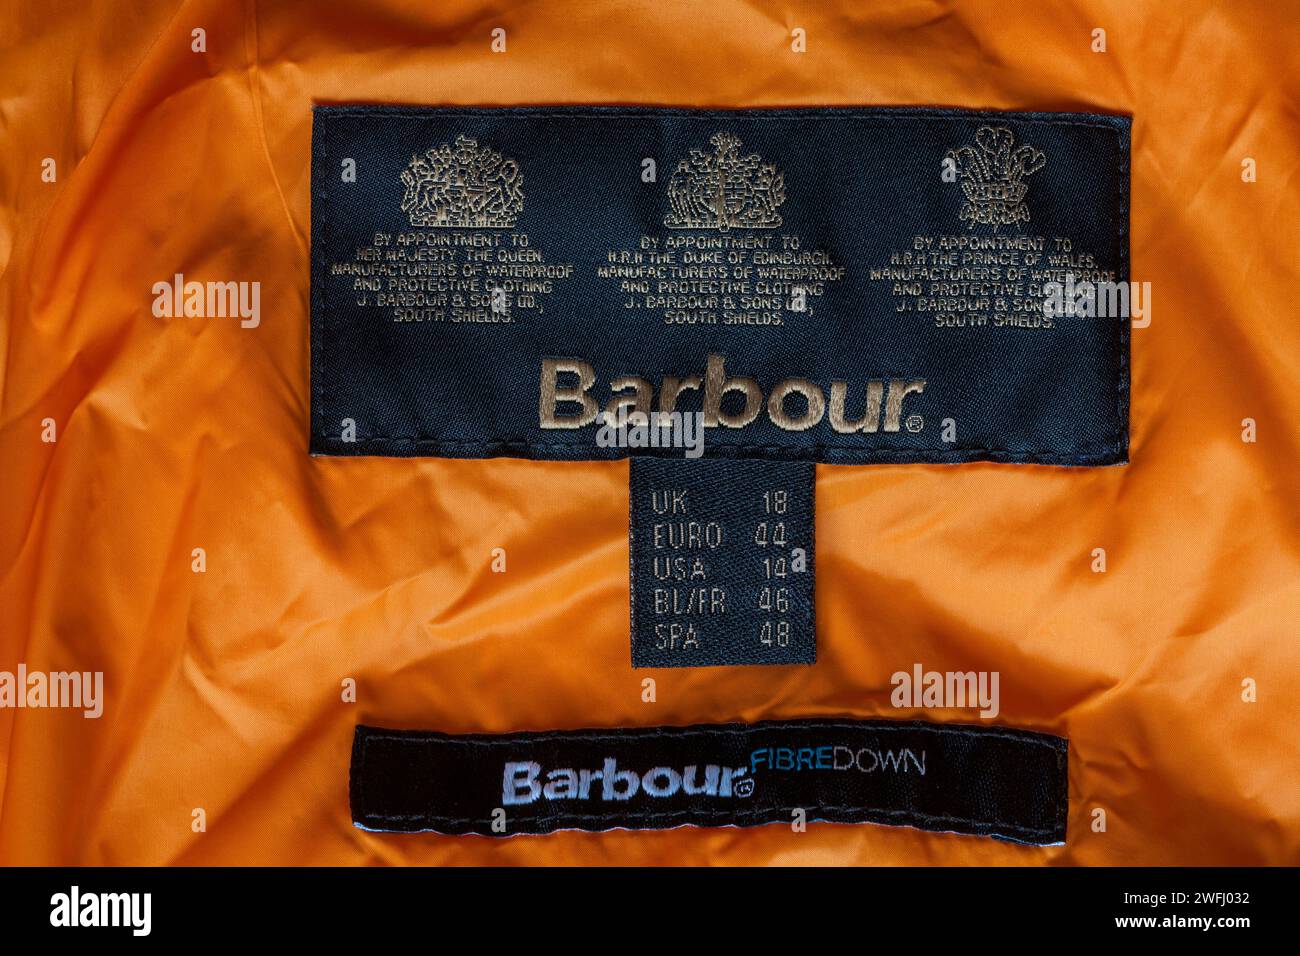 BY APPOINTMENT TO
HER MAJESTY THE QUEEN
MANUFACTURERS OF WATERPROOF
AND PROTECTIVE CLOTHING
J. BARBOUR & SONS LTD,
SOUTH SHIELDS.
BY APPOINTMENT TO
H.R.H THE DUKE OF EDINBURGH,
MANUFACTURERS OF WATERPROOF
AND PROTECTIVE CLOTHING
J. BARBOUR & SONS LTD,
SOUTH SHIELDS.
BY APPOINTMENT TO
H.R.H THE PRINCE OF WALES,
MANUFACTURERS OF WATERPROOF
AND PROTECTIVE CLOTHING
J. BARBOUR & SONS LTD,
SOUTH SHIELDS.
Barbour®
UK 18
EURO 44
USA 14
BL/FR 46
SPA 48
Barbour® FIBREDOWN
alamy
alamy
alamy
alamy
alamy
alamy
Image ID: 2WFJ032
www.alamy.com